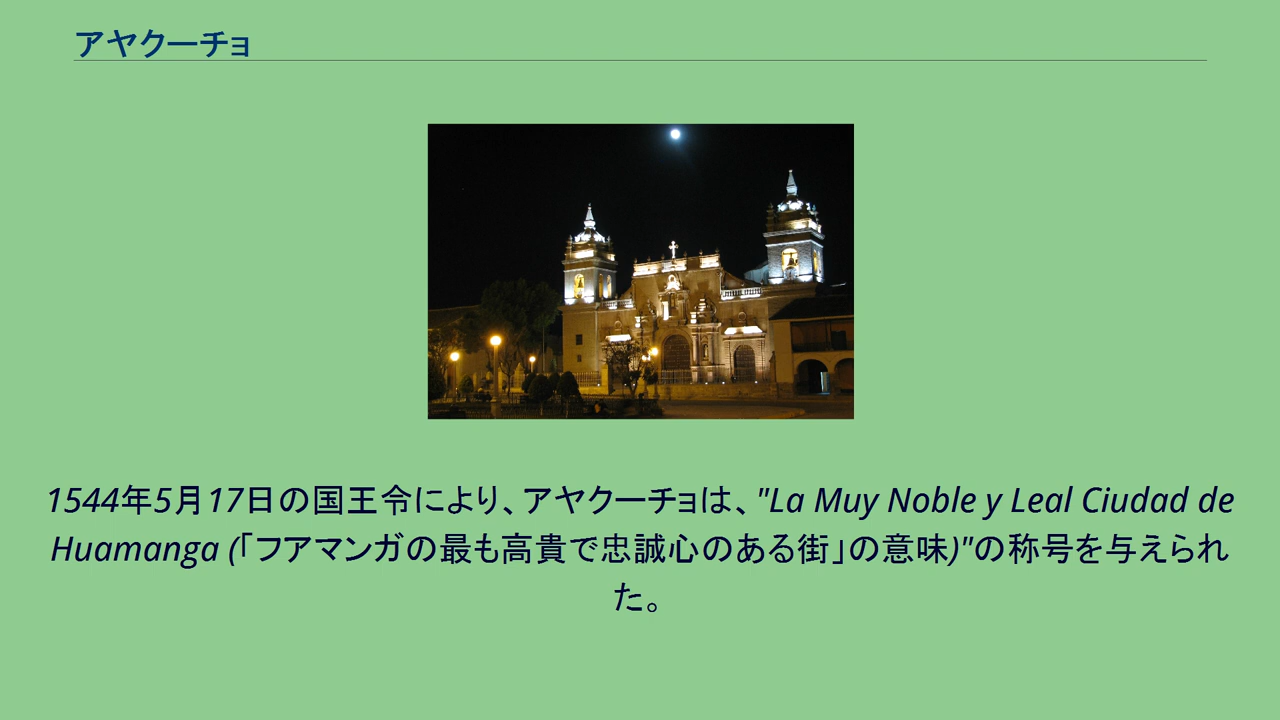 アヤクーチョ
1544年5月17日の国王令により、アヤクーチョは、"La Muy Noble y Leal Ciudad de
Huamanga (「フアマンガの最も高貴で忠誠心のある街」の意味)"の称号を与えられ
た。